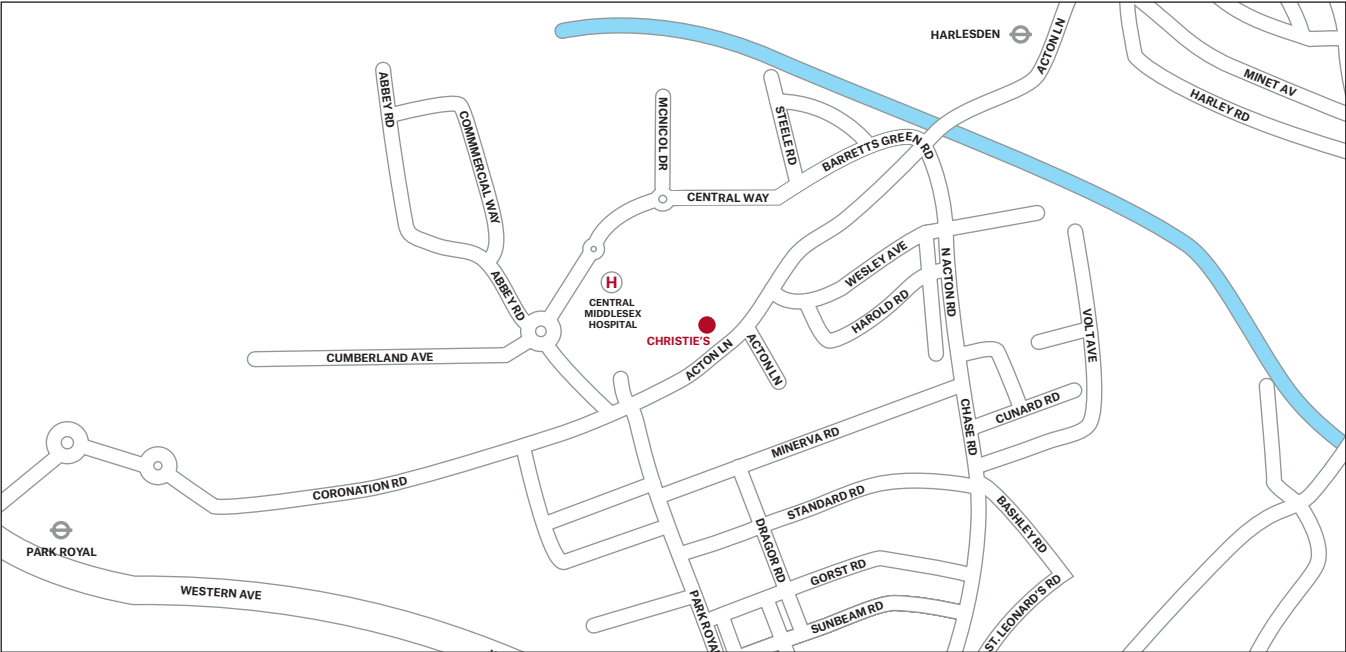 HARLESDEN
ACTON LN
MINET AV
HARLEY RD
ABBEY RD
COMMMERCIAL WAY
MCNICOL DR
STEELE RD
BARRETTS GREEN RD
CENTRAL WAY
WESLEY AVE
N ACTON RD
HAROLD RD
VOLT AVE
ABBEY RD
H
CENTRAL
MIDDLESEX
HOSPITAL
CHRISTIE'S
ACTON LN
ACTON LN
CUMBERLAND AVE
CUNARD RD
CHASE RD
MINERVA RD
CORONATION RD
STANDARD RD
BASHLEY RD
DRAGOR RD
PARK ROYAL
GORST RD
WESTERN AVE
PARK ROYAL
SUNBEAM RD
ST. LEONARD'S RD